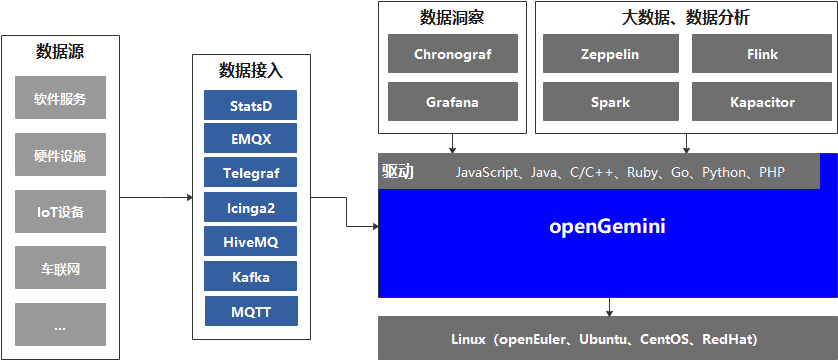 数据源
软件服务
硬件设施
IoT设备
车联网
...
数据接入
StatsD
EMQX
Telegraf
Icinga2
HiveMQ
Kafka
MQTT
数据洞察
Chronograf
Grafana
大数据、数据分析
Zeppelin
Flink
Spark
Kapacitor
驱动 JavaScript、Java、C/C++、Ruby、Go、Python、PHP
openGemini
Linux（openEuler、Ubuntu、CentOS、RedHat）